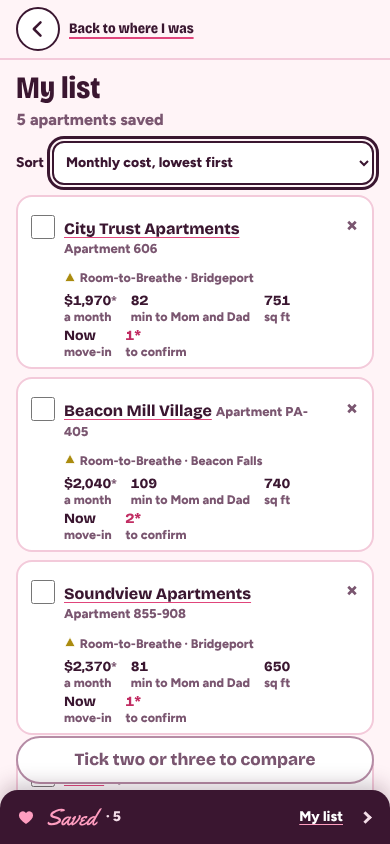 Back to where I was
My list
5 apartments saved
Sort Monthly cost, lowest first
City Trust Apartments
Apartment 606
Room-to-Breathe · Bridgeport
$1,970* 82 751
a month min to Mom and Dad sq ft
Now 1*
move-in to confirm
Beacon Mill Village Apartment PA-
405
Room-to-Breathe · Beacon Falls
$2,040* 109 740
a month min to Mom and Dad sq ft
Now 2*
move-in to confirm
Soundview Apartments
Apartment 855-908
Room-to-Breathe · Bridgeport
$2,370* 81 650
a month min to Mom and Dad sq ft
Now 1*
move-in to confirm
Tick two or three to compare
Saved · 5 My list